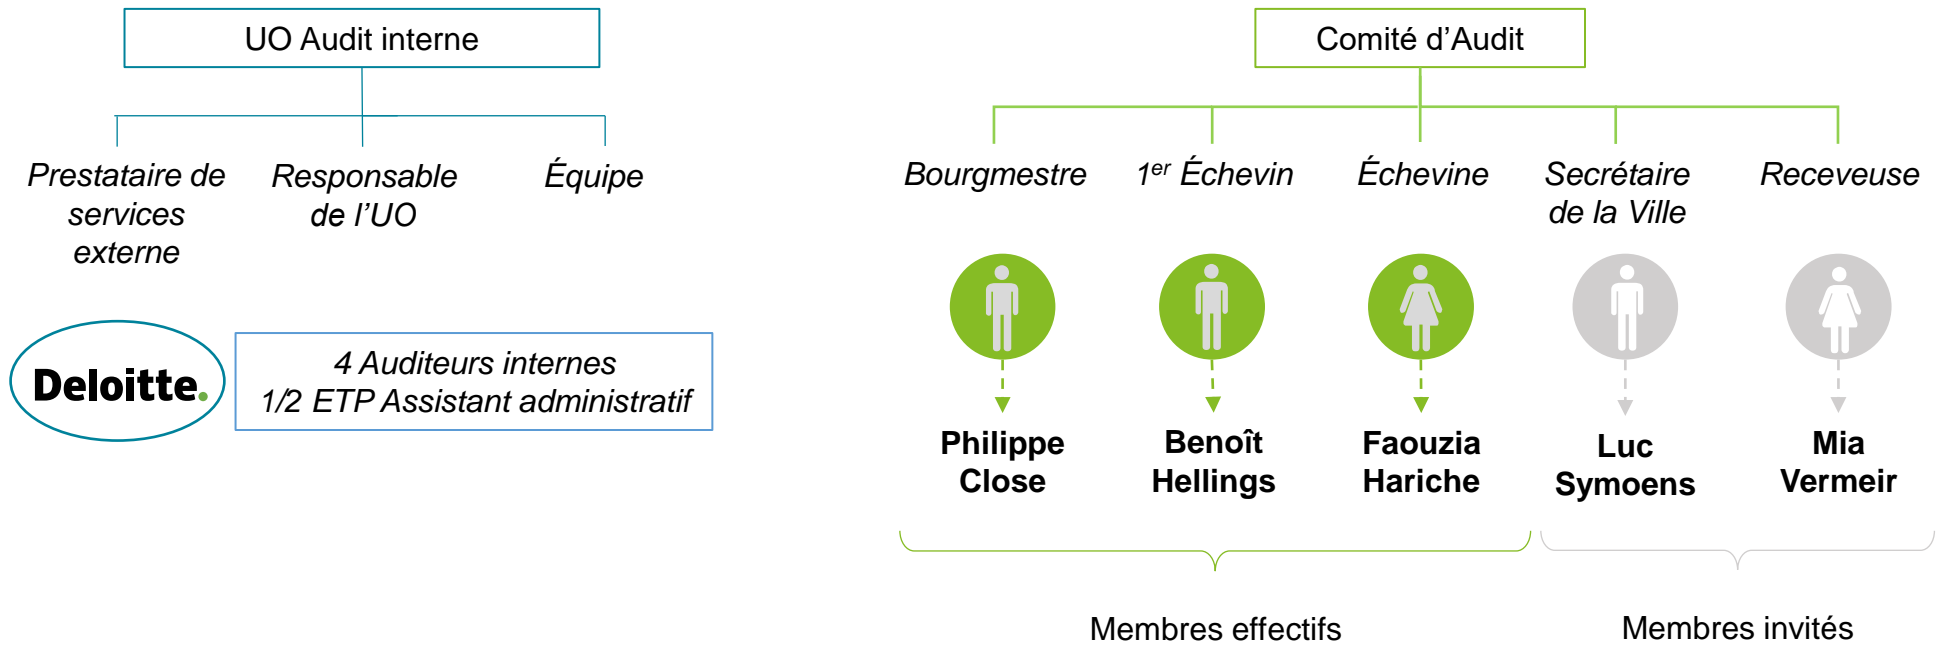 UO Audit interne
Prestataire de
services
externe
Responsable
de l’UO
Équipe
Deloitte.
4 Auditeurs internes
1/2 ETP Assistant administratif
Comité d’Audit
Bourgmestre
1er Échevin
Échevine
Secrétaire
de la Ville
Receveuse
Philippe
Close
Benoît
Hellings
Faouzia
Hariche
Luc
Symoens
Mia
Vermeir
Membres effectifs
Membres invités